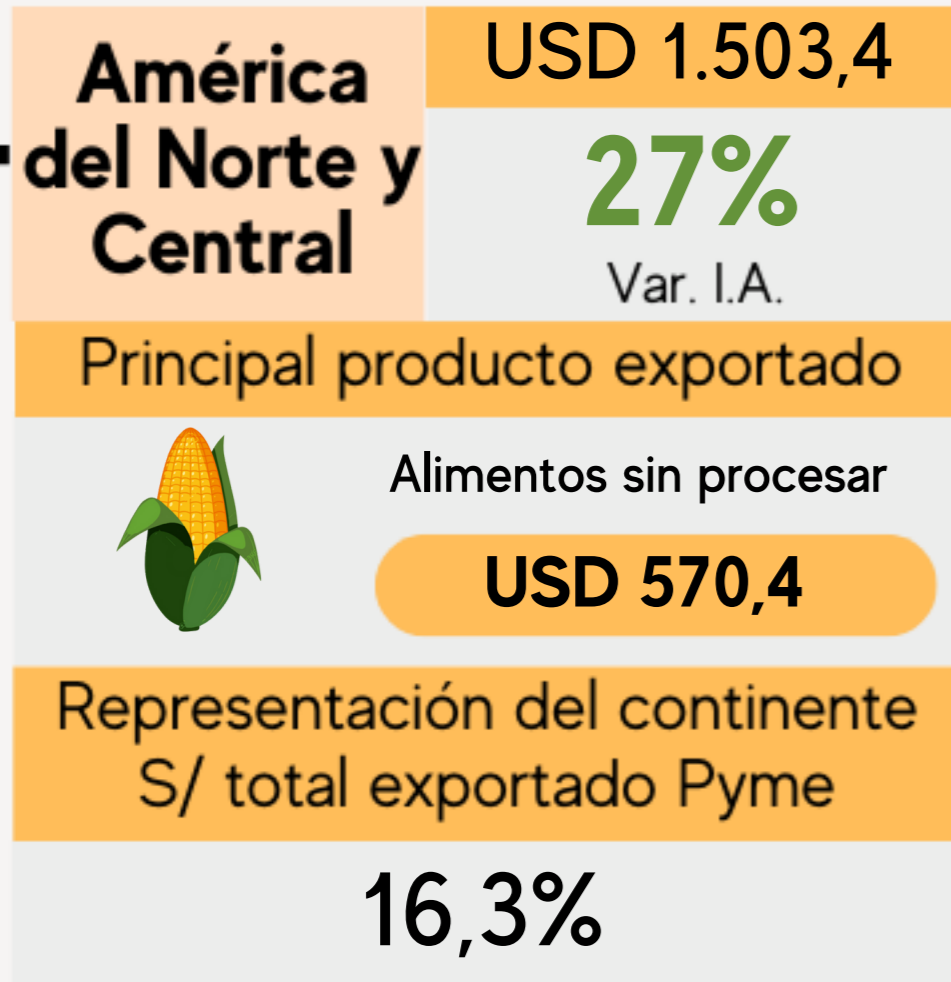 América
del Norte y
Central
USD 1.503,4
27%
Var. I.A.
Principal producto exportado
Alimentos sin procesar
USD 570,4
Representación del continente
S/ total exportado Pyme
16,3%